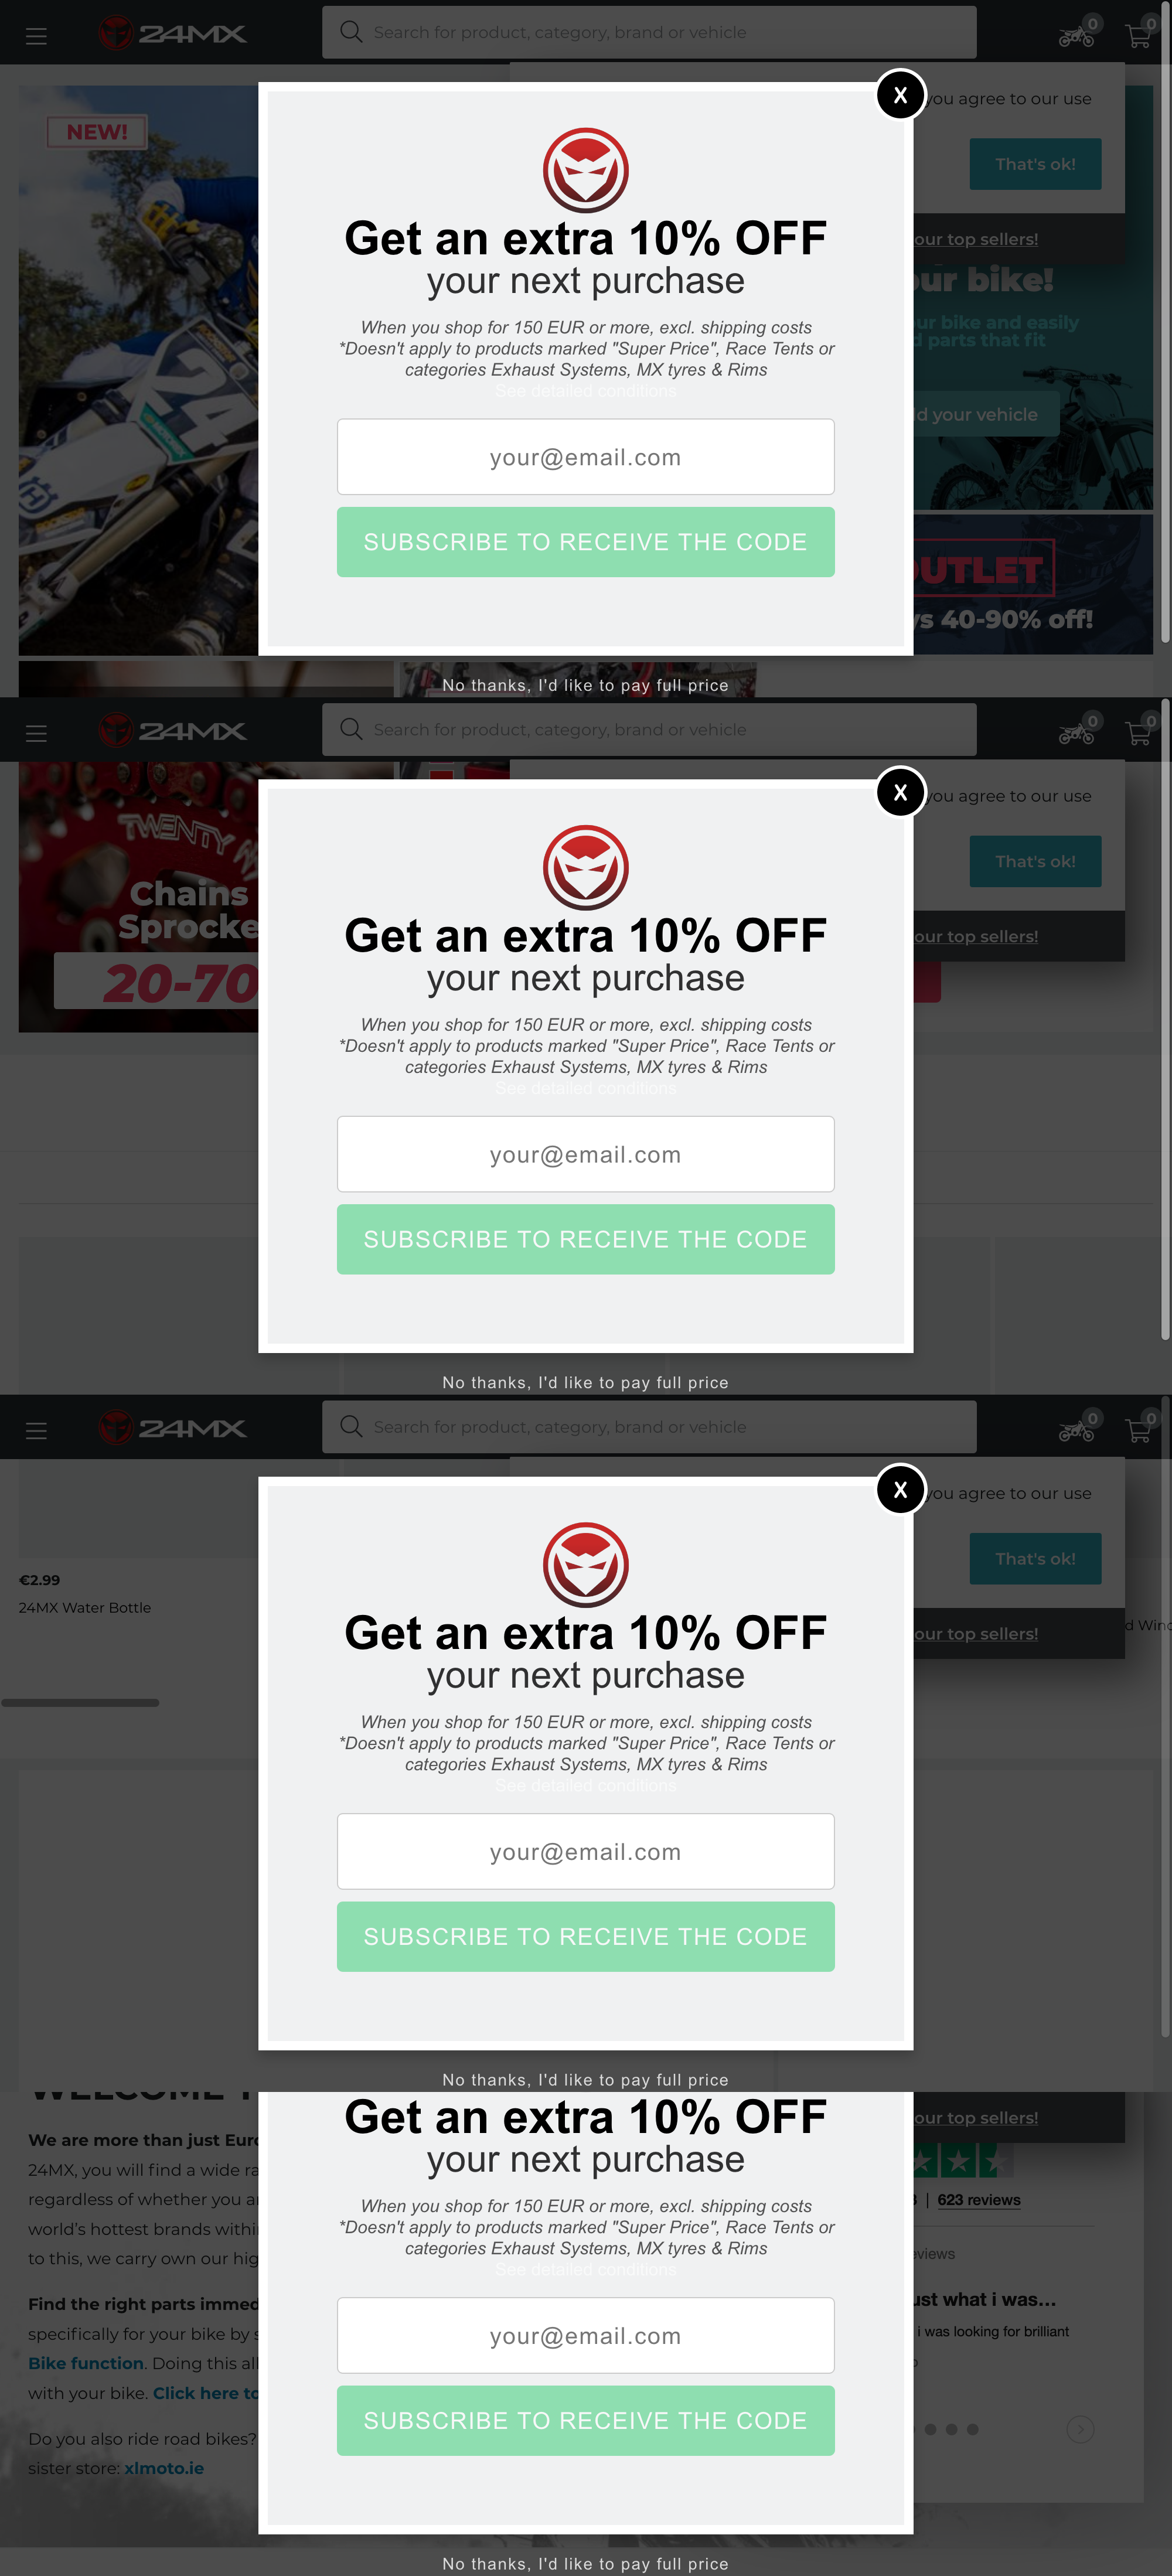 24MX
Search for product, category, brand or vehicle
0
0
NEW!
you agree to our use
X
That's ok!
our top sellers!
Get an extra 10% OFF
your next purchase
our bike!
ur bike and easily
parts that fit
When you shop for 150 EUR or more, excl. shipping costs
*Doesn't apply to products marked "Super Price", Race Tents or
categories Exhaust Systems, MX tyres & Rims
See detailed conditions
d your vehicle
your@email.com
SUBSCRIBE TO RECEIVE THE CODE
OUTLET
40-90% off!
No thanks, I'd like to pay full price
24MX
Search for product, category, brand or vehicle
0
0
you agree to our use
X
That's ok!
our top sellers!
TWENTY
Chains
Sprocke
20-70
Get an extra 10% OFF
your next purchase
When you shop for 150 EUR or more, excl. shipping costs
*Doesn't apply to products marked "Super Price", Race Tents or
categories Exhaust Systems, MX tyres & Rims
See detailed conditions
your@email.com
SUBSCRIBE TO RECEIVE THE CODE
No thanks, I'd like to pay full price
24MX
Search for product, category, brand or vehicle
0
0
you agree to our use
X
That's ok!
our top sellers!
€2.99
24MX Water Bottle
d Winc
Get an extra 10% OFF
your next purchase
When you shop for 150 EUR or more, excl. shipping costs
*Doesn't apply to products marked "Super Price", Race Tents or
categories Exhaust Systems, MX tyres & Rims
See detailed conditions
your@email.com
SUBSCRIBE TO RECEIVE THE CODE
No thanks, I'd like to pay full price
WELCOME T
We are more than just Euro
24MX, you will find a wide ra
regardless of whether you a
world's hottest brands withi
to this, we carry own our hig
Find the right parts immed
specifically for your bike by s
Bike function. Doing this all
with your bike. Click here to
Do you also ride road bikes?
sister store: xlmoto.ie
Get an extra 10% OFF
your next purchase
When you shop for 150 EUR or more, excl. shipping costs
*Doesn't apply to products marked "Super Price", Race Tents or
categories Exhaust Systems, MX tyres & Rims
See detailed conditions
your@email.com
SUBSCRIBE TO RECEIVE THE CODE
No thanks, I'd like to pay full price
our top sellers!
| 623 reviews
eviews
ust what i was...
i was looking for brilliant